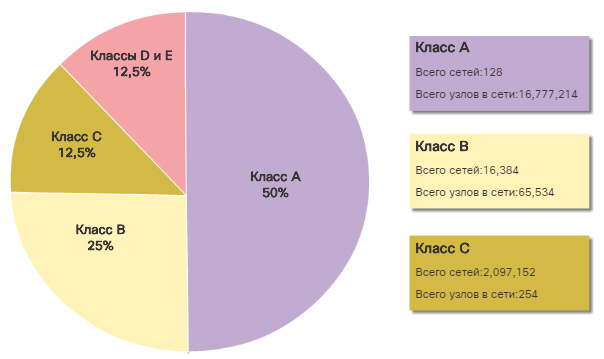 Классы D и E
12,5%
Класс C
12,5%
Класс A
50%
Класс B
25%
Класс A
Всего сетей:128
Всего узлов в сети:16,777,214
Класс B
Всего сетей:16,384
Всего узлов в сети:65,534
Класс C
Всего сетей:2,097,152
Всего узлов в сети:254